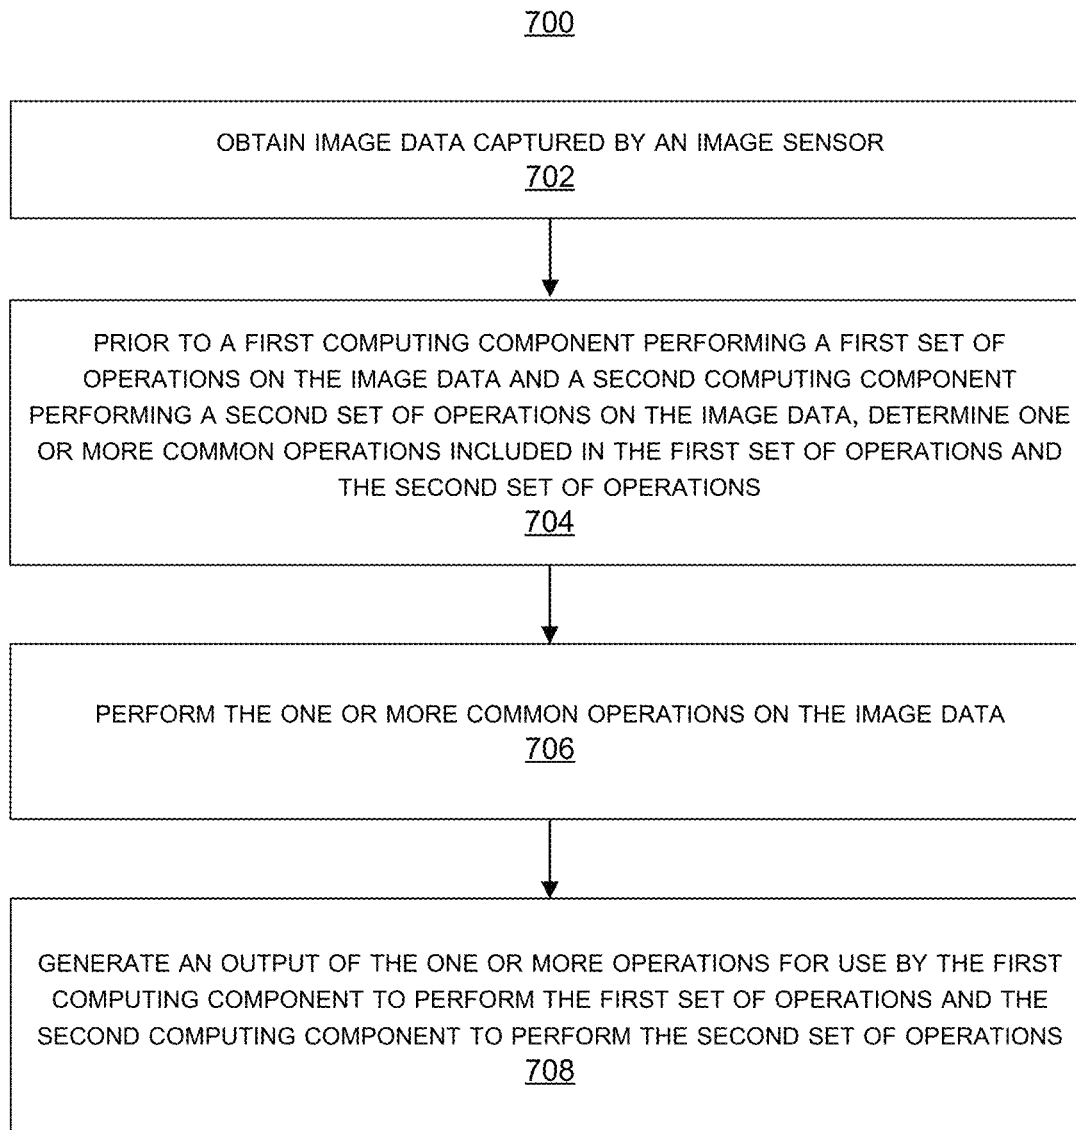 700
OBTAIN IMAGE DATA CAPTURED BY AN IMAGE SENSOR
702
PRIOR TO A FIRST COMPUTING COMPONENT PERFORMING A FIRST SET OF
OPERATIONS ON THE IMAGE DATA AND A SECOND COMPUTING COMPONENT
PERFORMING A SECOND SET OF OPERATIONS ON THE IMAGE DATA, DETERMINE ONE
OR MORE COMMON OPERATIONS INCLUDED IN THE FIRST SET OF OPERATIONS AND
THE SECOND SET OF OPERATIONS
704
PERFORM THE ONE OR MORE COMMON OPERATIONS ON THE IMAGE DATA
706
GENERATE AN OUTPUT OF THE ONE OR MORE OPERATIONS FOR USE BY THE FIRST
COMPUTING COMPONENT TO PERFORM THE FIRST SET OF OPERATIONS AND THE
SECOND COMPUTING COMPONENT TO PERFORM THE SECOND SET OF OPERATIONS
708